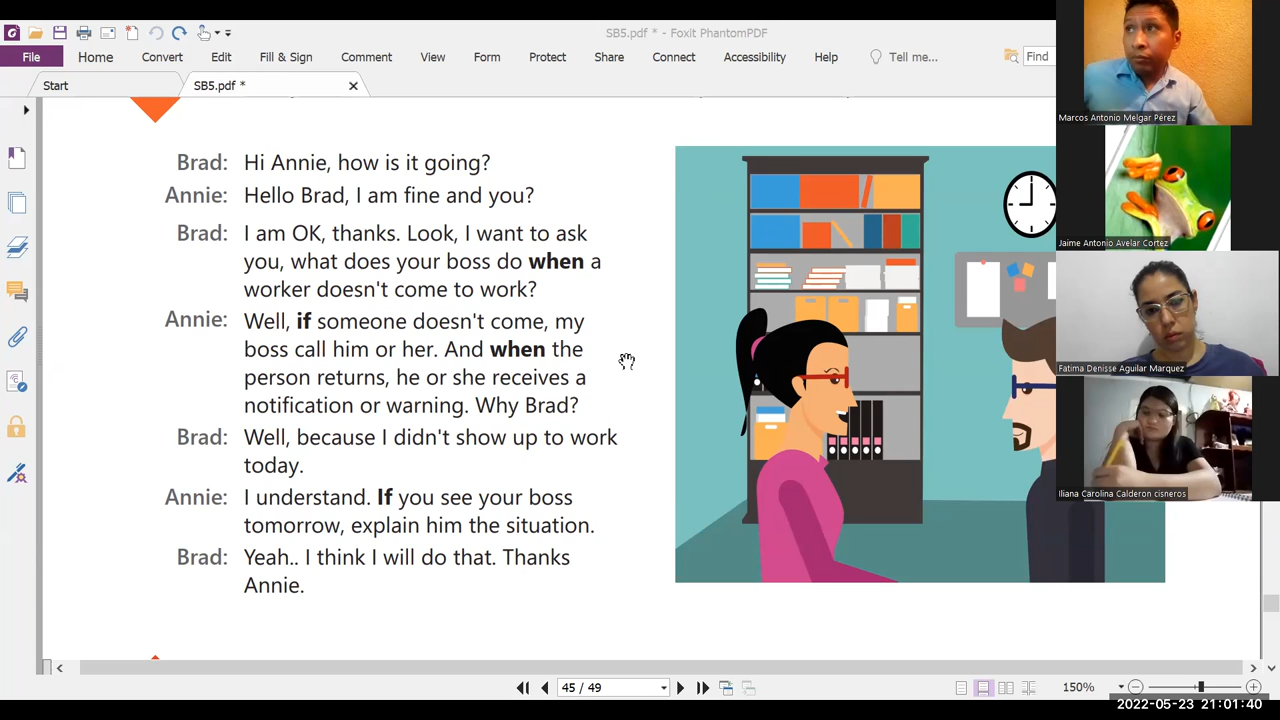 SB5.pdf * - Foxit PhantomPDF
File Home Convert Fill & Sign Edit Comment View Form Protect Share Connect Accessibility Help Tell me... Find
Start SB5.pdf *
Brad: Hi Annie, how is it going?
Annie: Hello Brad, I am fine and you?
Brad: I am OK, thanks. Look, I want to ask
you, what does your boss do when a
worker doesn't come to work?
Annie: Well, if someone doesn't come, my
boss call him or her. And when the
person returns, he or she receives a
notification or warning. Why Brad?
Brad: Well, because I didn't show up to work
today.
Annie: I understand. If you see your boss
tomorrow, explain him the situation.
Brad: Yeah.. I think I will do that. Thanks
Annie.
Marcos Antonio Melgar Pérez
Jaime Antonio Avelar Cortez
Fatima Denisse Aguilar Marquez
Iliana Carolina Calderon cisneros
45 / 49
150%
2022-05-23 21:01:40